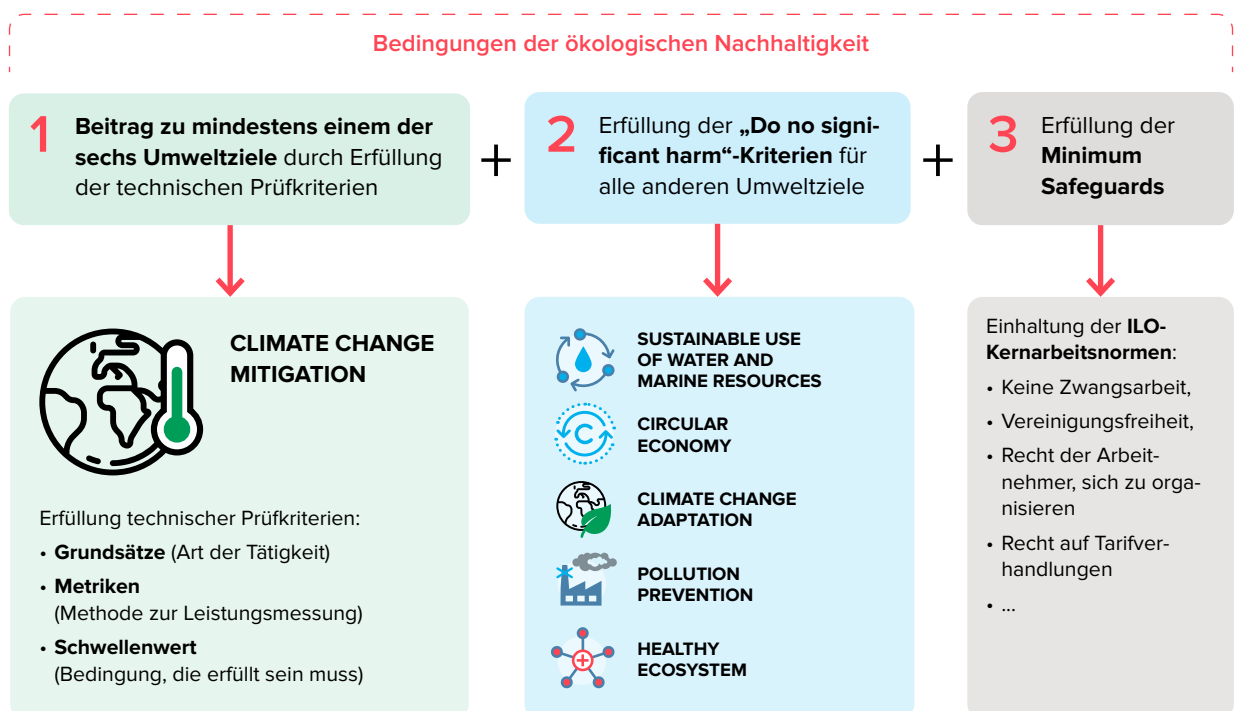 Bedingungen der ökologischen Nachhaltigkeit
1
Beitrag zu mindestens einem der
sechs Umweltziele durch Erfüllung
der technischen Prüfkriterien
+
2
Erfüllung der „Do no signi-
ficant harm“-Kriterien für
alle anderen Umweltziele
+
3
Erfüllung der
Minimum
Safeguards
CLIMATE CHANGE
MITIGATION
Erfüllung technischer Prüfkriterien:
• Grundsätze (Art der Tätigkeit)
• Metriken
(Methode zur Leistungsmessung)
• Schwellenwert
(Bedingung, die erfüllt sein muss)
SUSTAINABLE USE
OF WATER AND
MARINE RESOURCES
C
CIRCULAR
ECONOMY
CLIMATE CHANGE
ADAPTATION
POLLUTION
PREVENTION
HEALTHY
ECOSYSTEM
Einhaltung der ILO-
Kernarbeitsnormen:
• Keine Zwangsarbeit,
• Vereinigungsfreiheit,
• Recht der Arbeit-
nehmer, sich zu orga-
nisieren
• Recht auf Tarifver-
handlungen
• ...